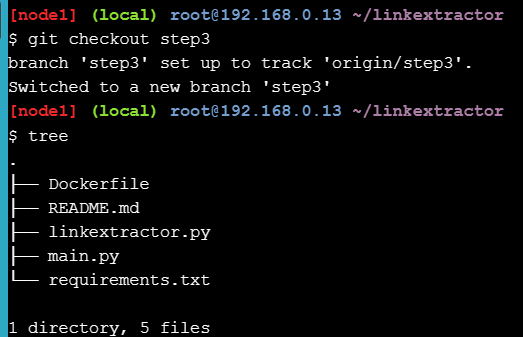 [node1] (local) root@192.168.0.13 ~/linkextractor
$ git checkout step3
branch 'step3' set up to track 'origin/step3'.
Switched to a new branch 'step3'
[node1] (local) root@192.168.0.13 ~/linkextractor
$ tree
.
├── Dockerfile
├── README.md
├── linkextractor.py
├── main.py
└── requirements.txt
1 directory, 5 files